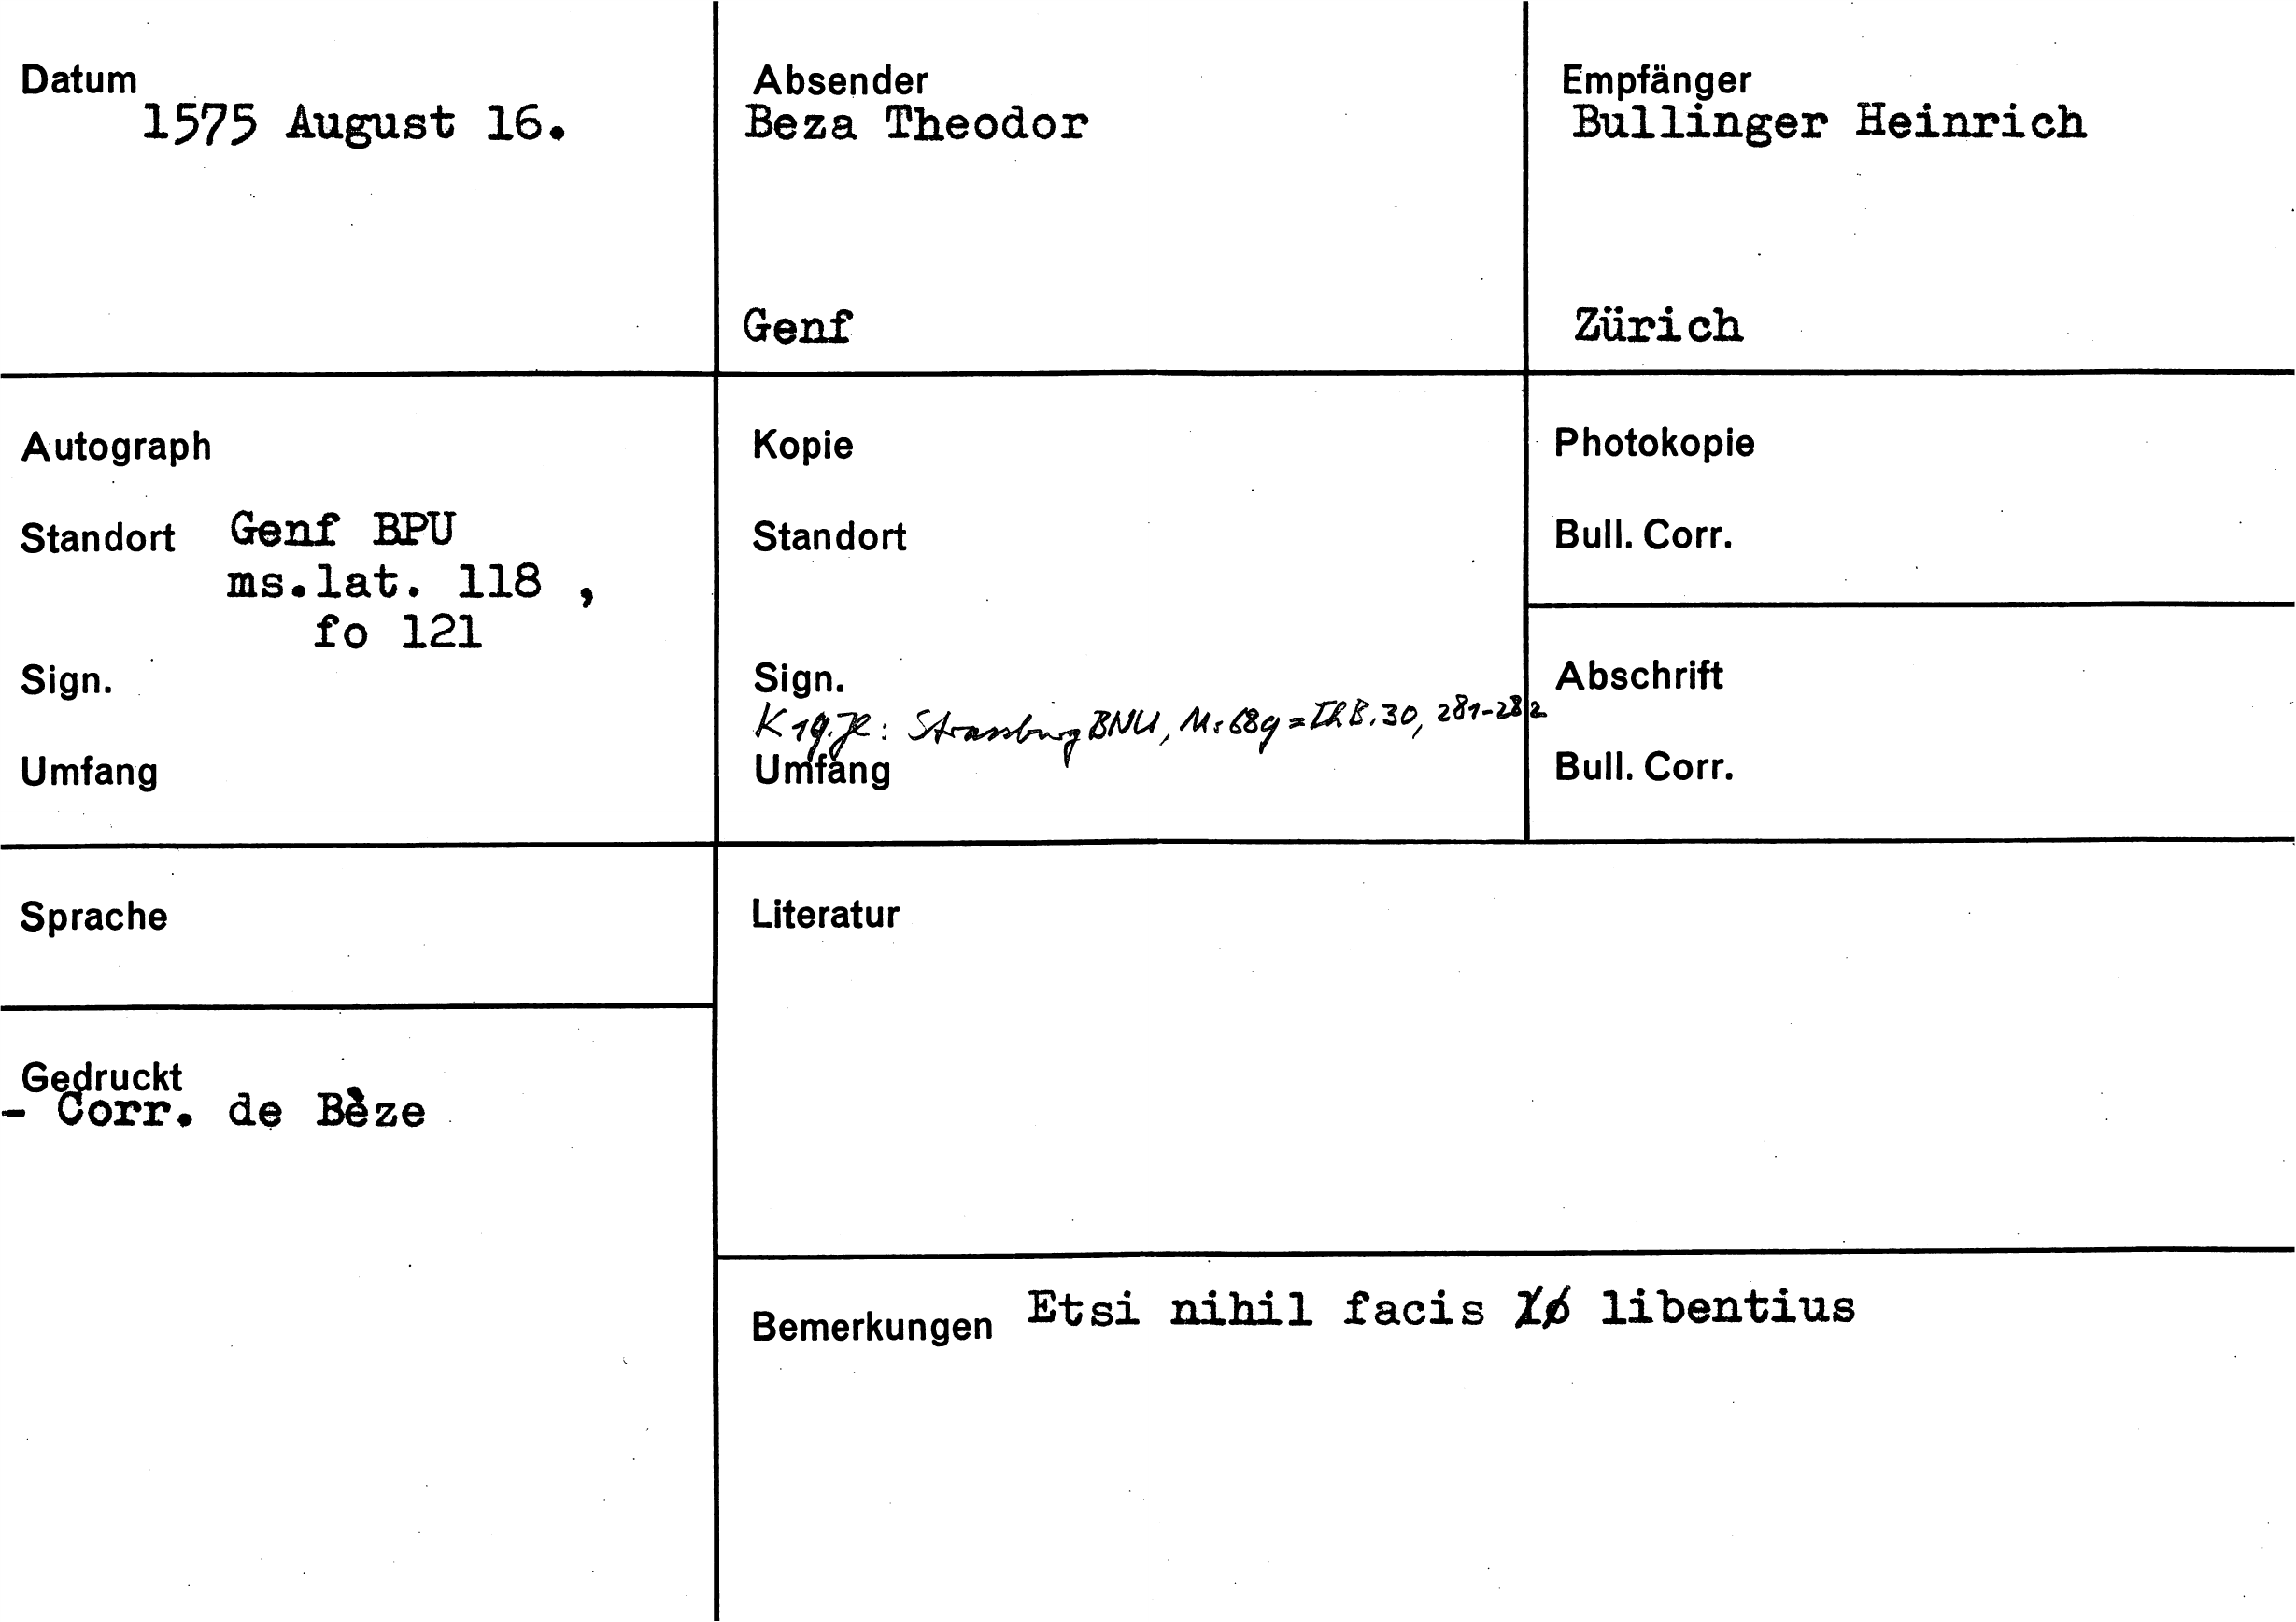 Datum
1575 August 16.
Absender
Beza Theodor
Genf
Empfänger
Bullinger Heinrich
Zürich
Autograph
Standort Genf BPU
ms.lat. 118 ,
fo 121
Sign.
Umfang
Kopie
Standort
Sign.
K 19. Jh: Strassburg BNU, Ms 689 = ThB. 30, 281-282
Umfang
Photokopie
Bull. Corr.
Abschrift
Bull. Corr.
Sprache
Gedruckt
- Corr. de Bèze
Literatur
Bemerkungen Etsi nihil facis libentius